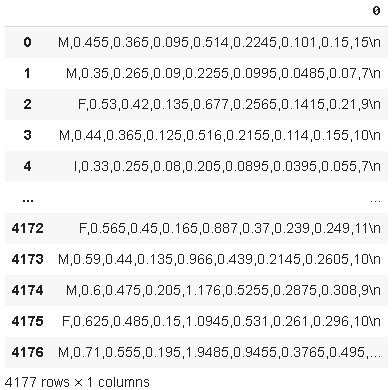 0
0 M,0.455,0.365,0.095,0.514,0.2245,0.101,0.15,15\n
1 M,0.35,0.265,0.09,0.2255,0.0995,0.0485,0.07,7\n
2 F,0.53,0.42,0.135,0.677,0.2565,0.1415,0.21,9\n
3 M,0.44,0.365,0.125,0.516,0.2155,0.114,0.155,10\n
4 I,0.33,0.255,0.08,0.205,0.0895,0.0395,0.055,7\n
... ...
4172 F,0.565,0.45,0.165,0.887,0.37,0.239,0.249,11\n
4173 M,0.59,0.44,0.135,0.966,0.439,0.2145,0.2605,10\n
4174 M,0.6,0.475,0.205,1.176,0.5255,0.2875,0.308,9\n
4175 F,0.625,0.485,0.15,1.0945,0.531,0.261,0.296,10\n
4176 M,0.71,0.555,0.195,1.9485,0.9455,0.3765,0.495,...
4177 rows × 1 columns